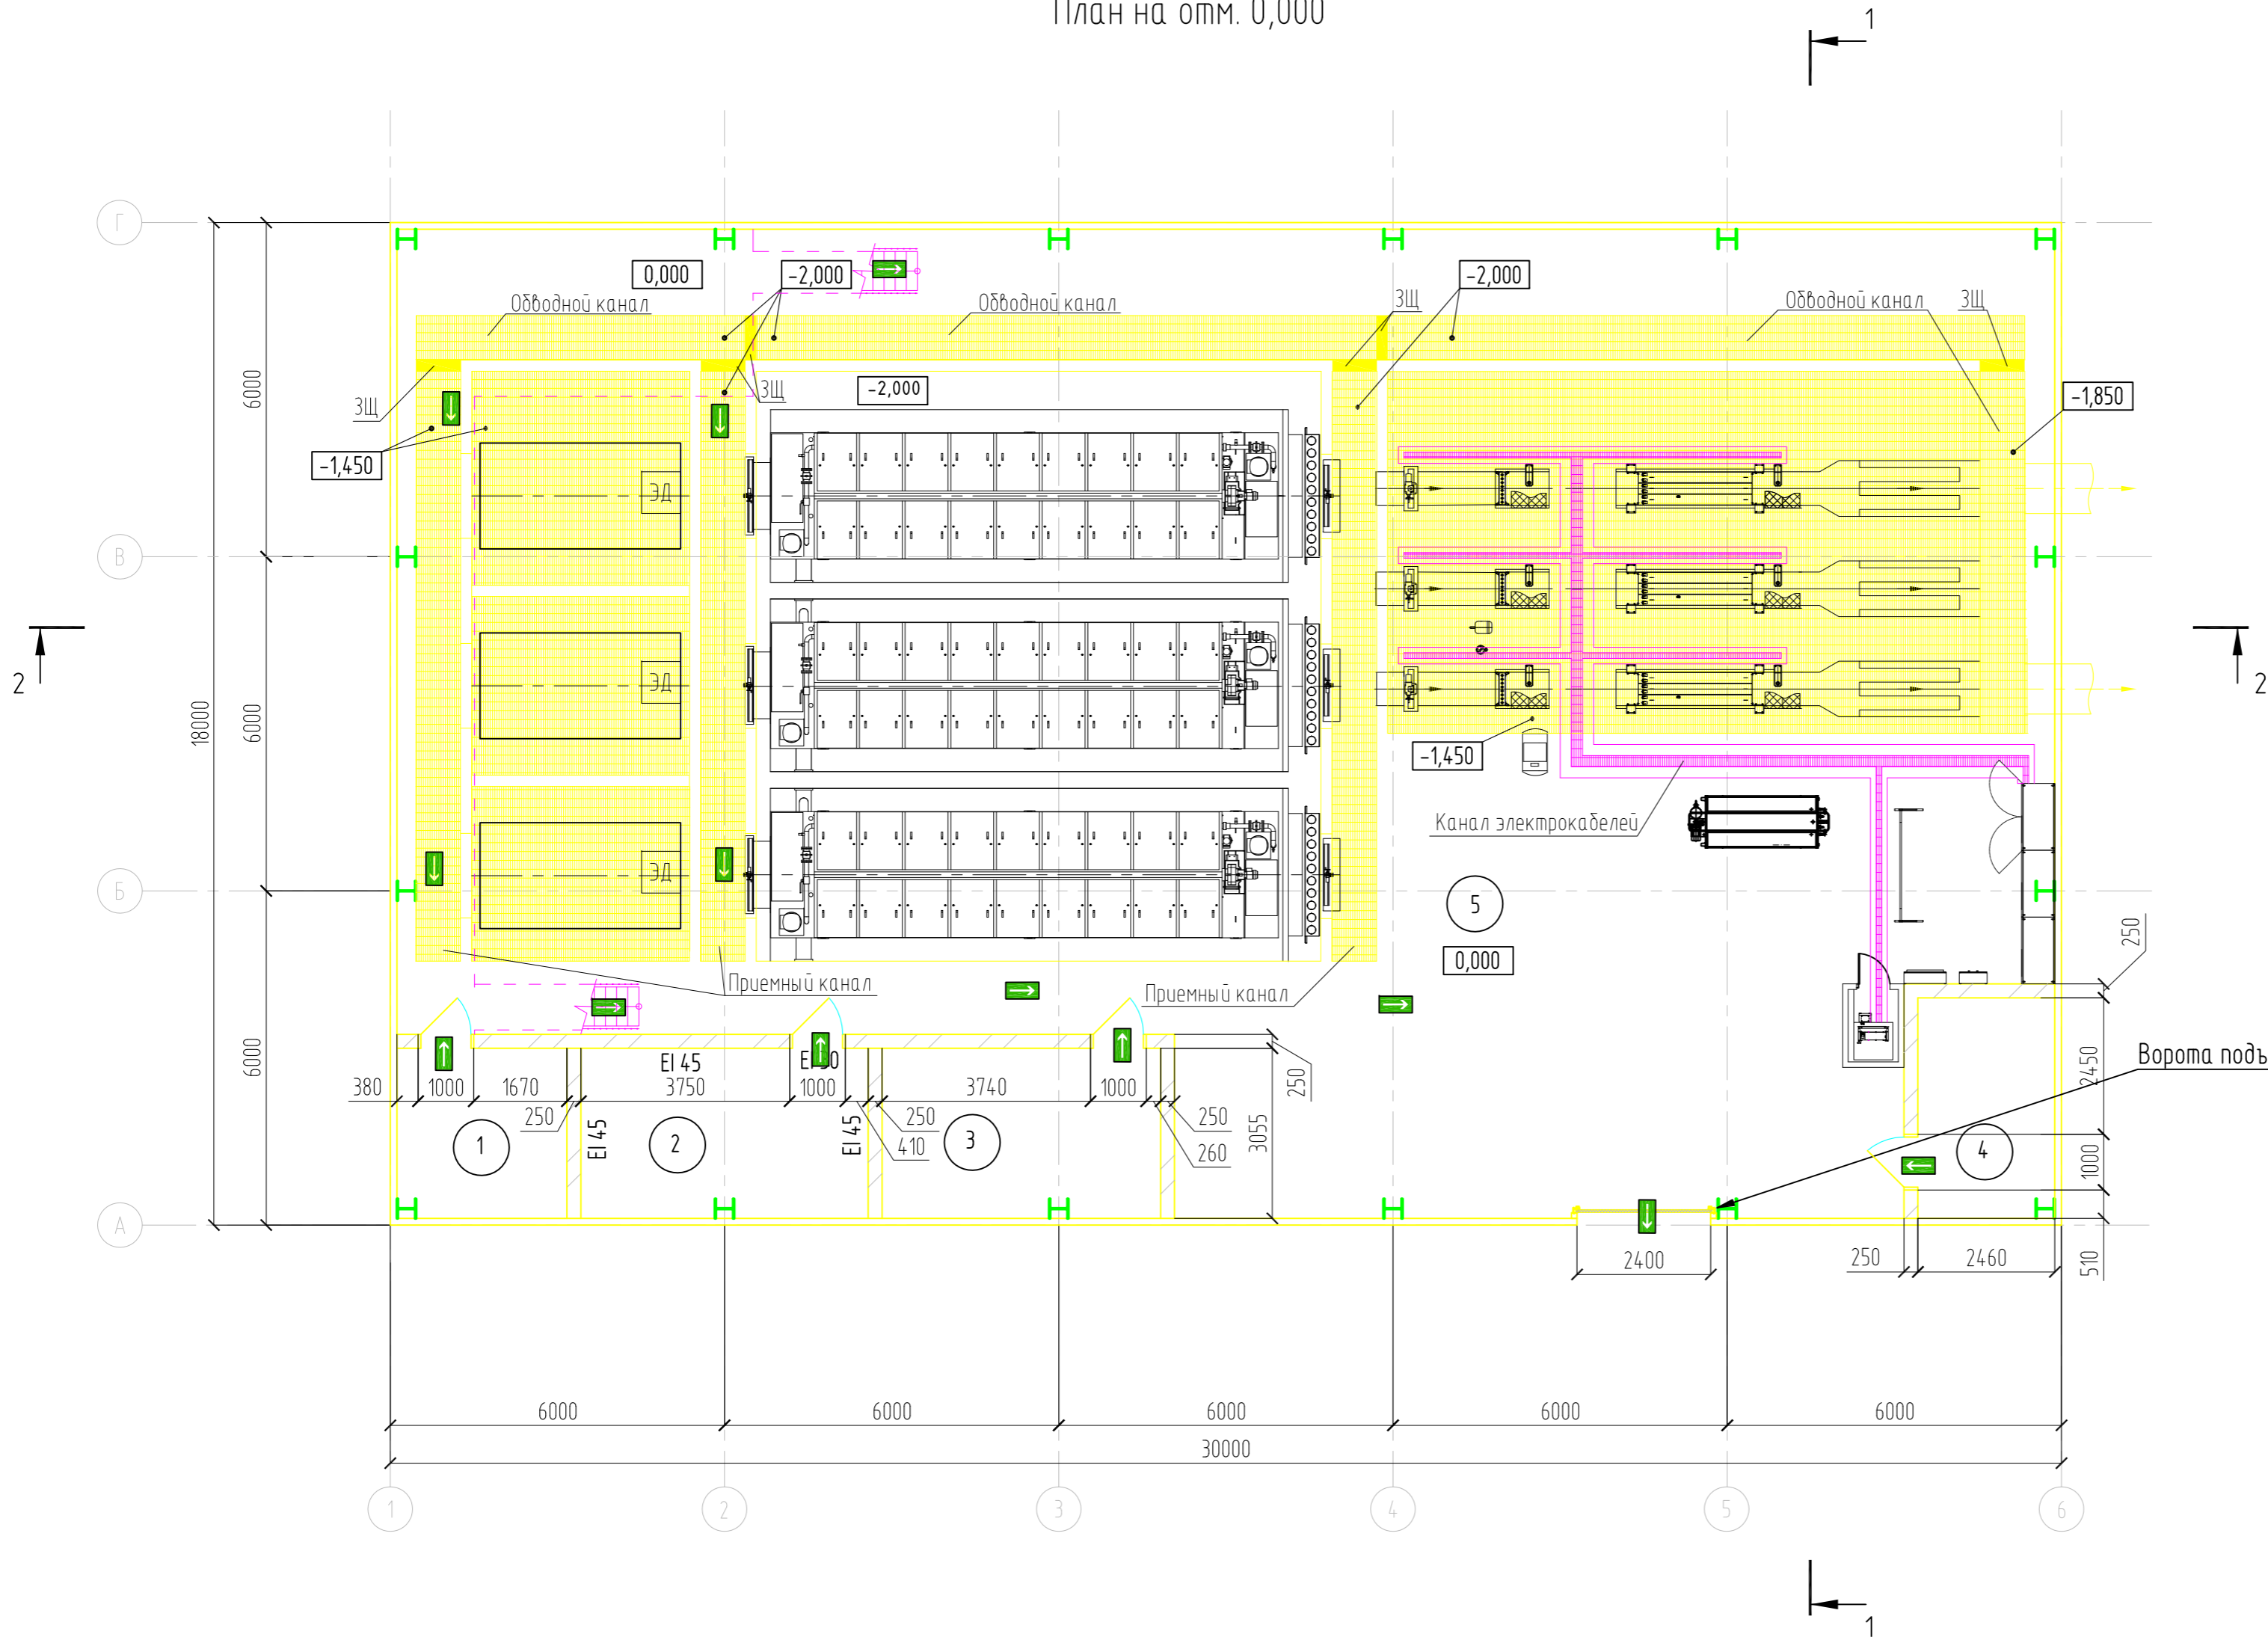 План на отм. 0,000
1
Г
0,000
-2,000
-2,000
Обводной канал
Обводной канал
ЗЩ
Обводной канал
ЗЩ
6000
-2,000
ЗЩ
-1,850
ЗЩ
-1,450
ЭД
В
2
18000
6000
ЭД
2
-1,450
Канал электрокабелей
ЭД
Б
5
250
0,000
Приемный канал
Приемный канал
6000
EI 45
2450
Ворота
380
1000
1670
3750
1000
3740
1000
250
250
EI 45
EI 45
250
250
1
2
3
410
260
3055
4
1000
А
2400
250
2460
510
6000
6000
6000
6000
6000
30000
1
2
3
4
5
6
1